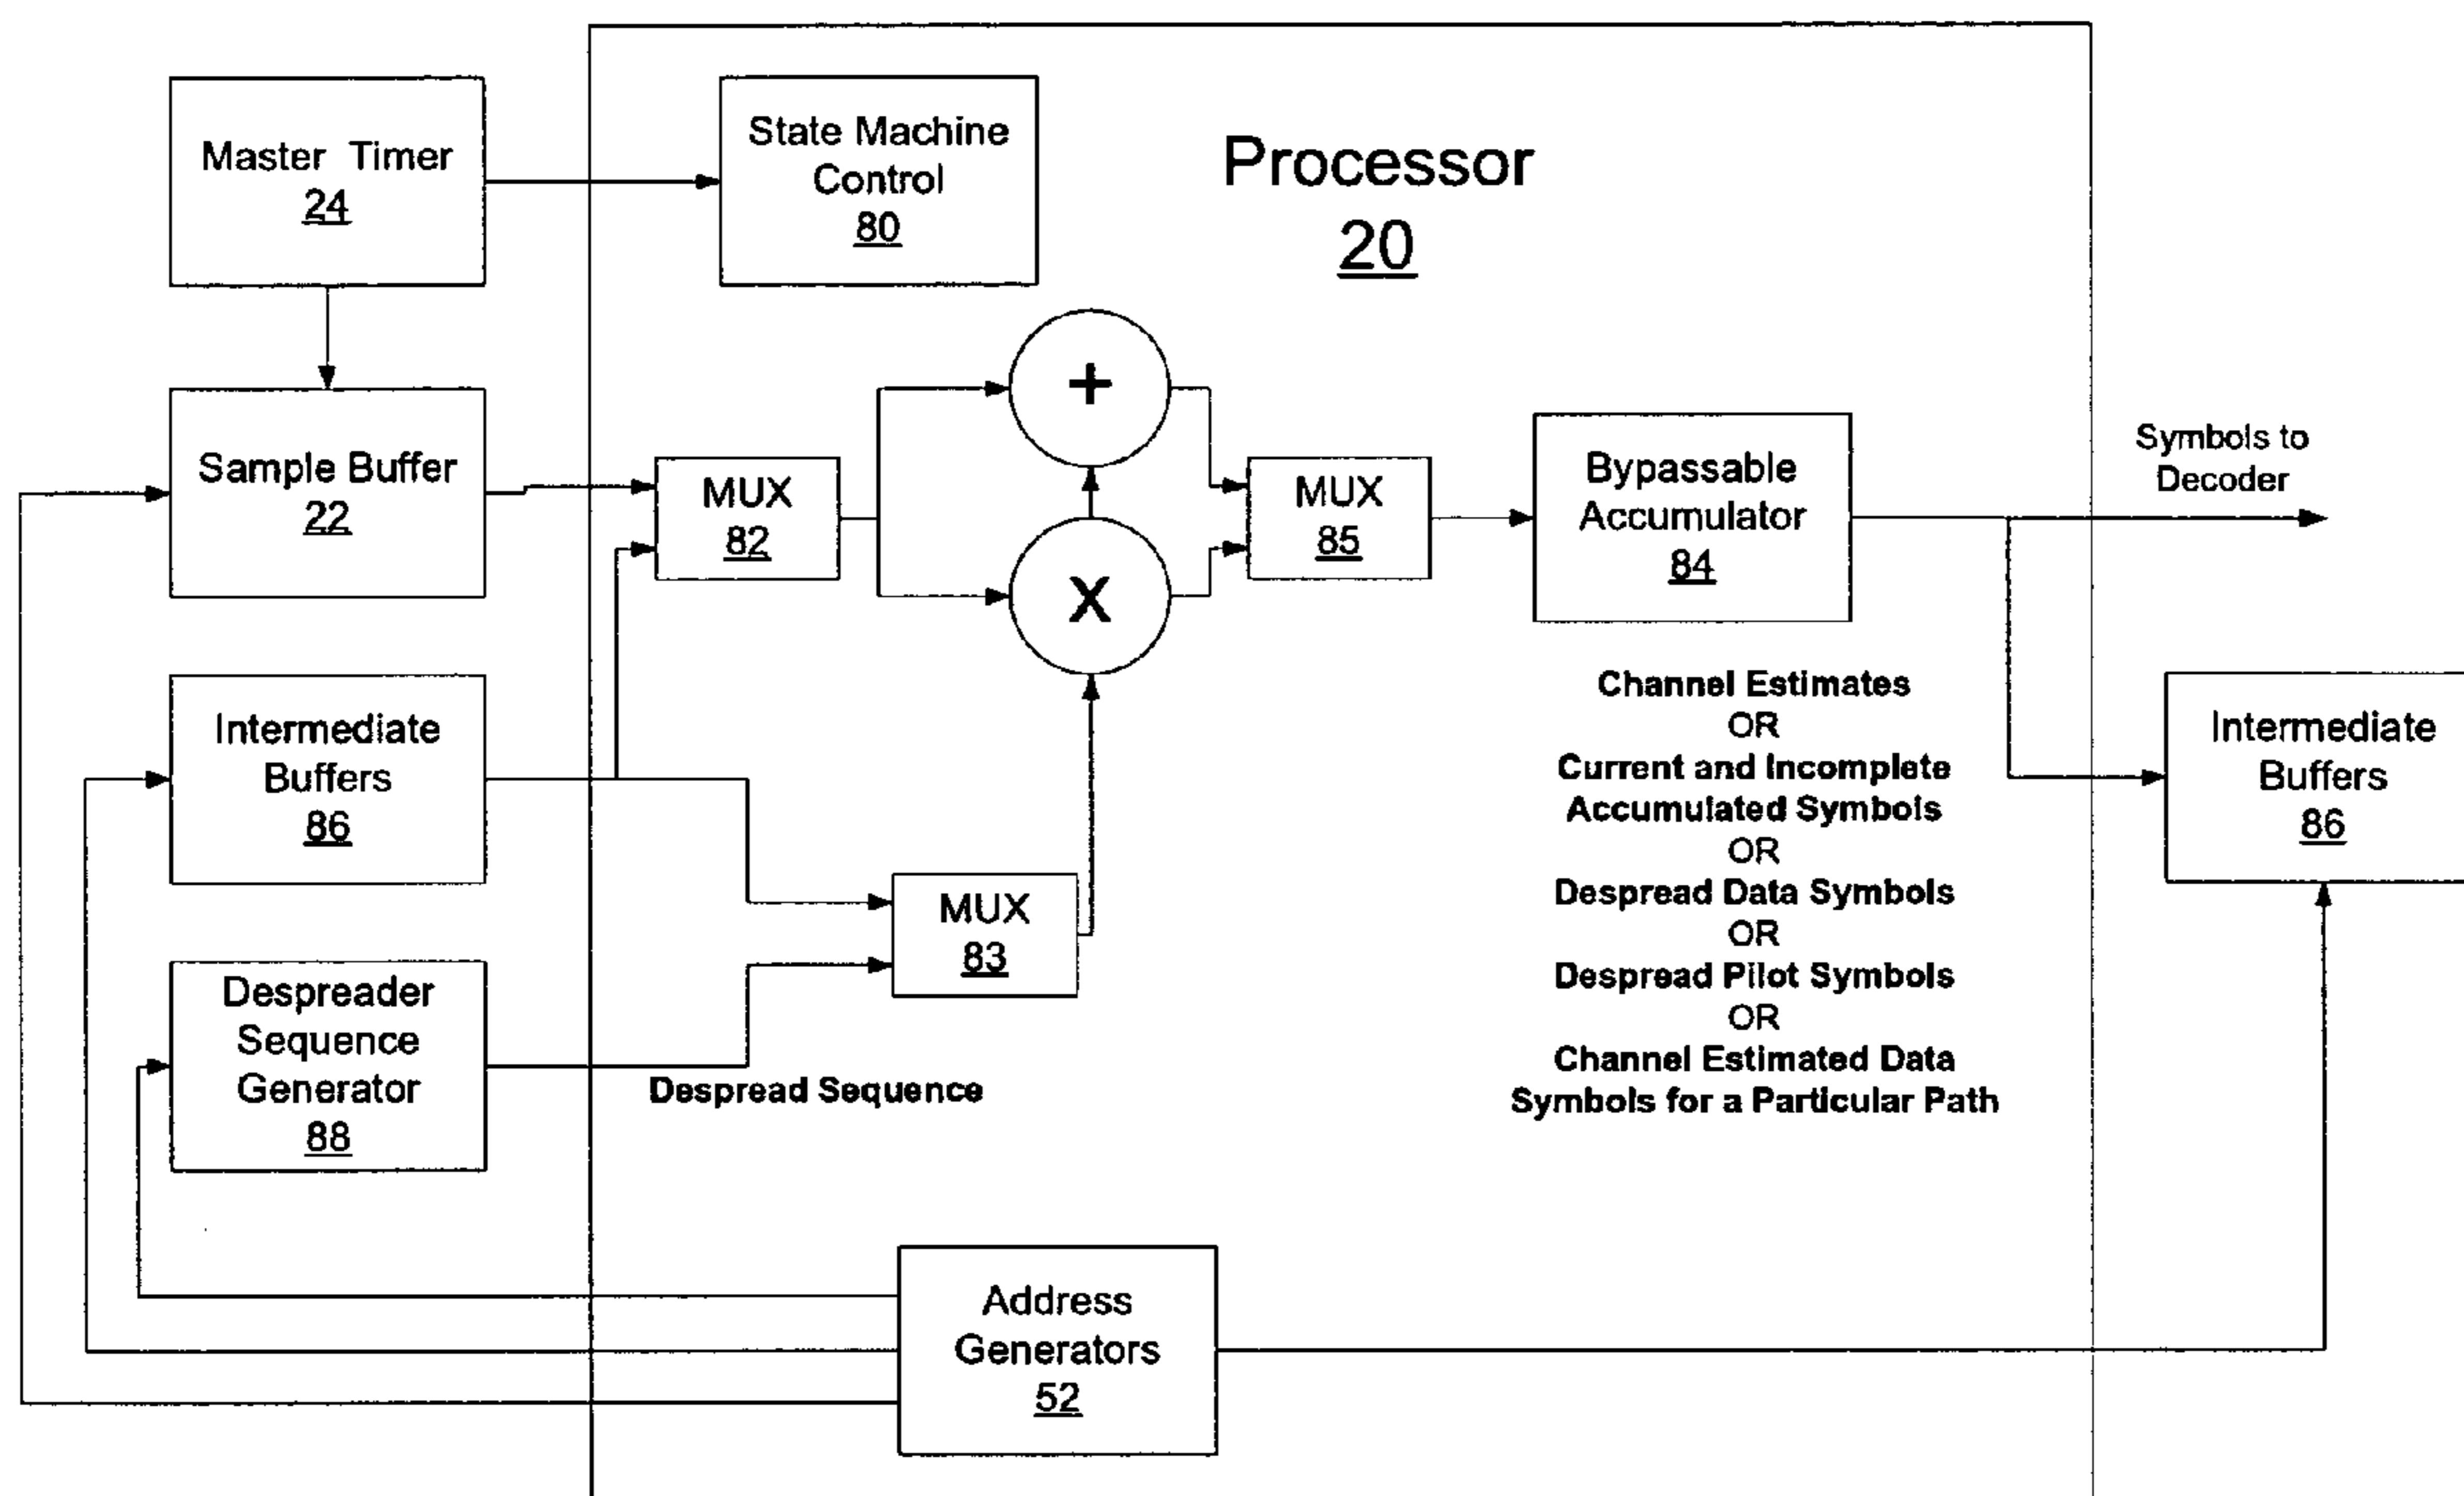 Master Timer
24
State Machine
Control
80
Processor
20
Sample Buffer
22
MUX
82
+
X
MUX
85
Bypassable
Accumulator
84
Symbols to
Decoder
Intermediate
Buffers
86
Channel Estimates
OR
Current and Incomplete
Accumulated Symbols
OR
Despread Data Symbols
OR
Despread Pilot Symbols
OR
Channel Estimated Data
Symbols for a Particular Path
Intermediate
Buffers
86
MUX
83
Despreader
Sequence
Generator
88
Despread Sequence
Address
Generators
52